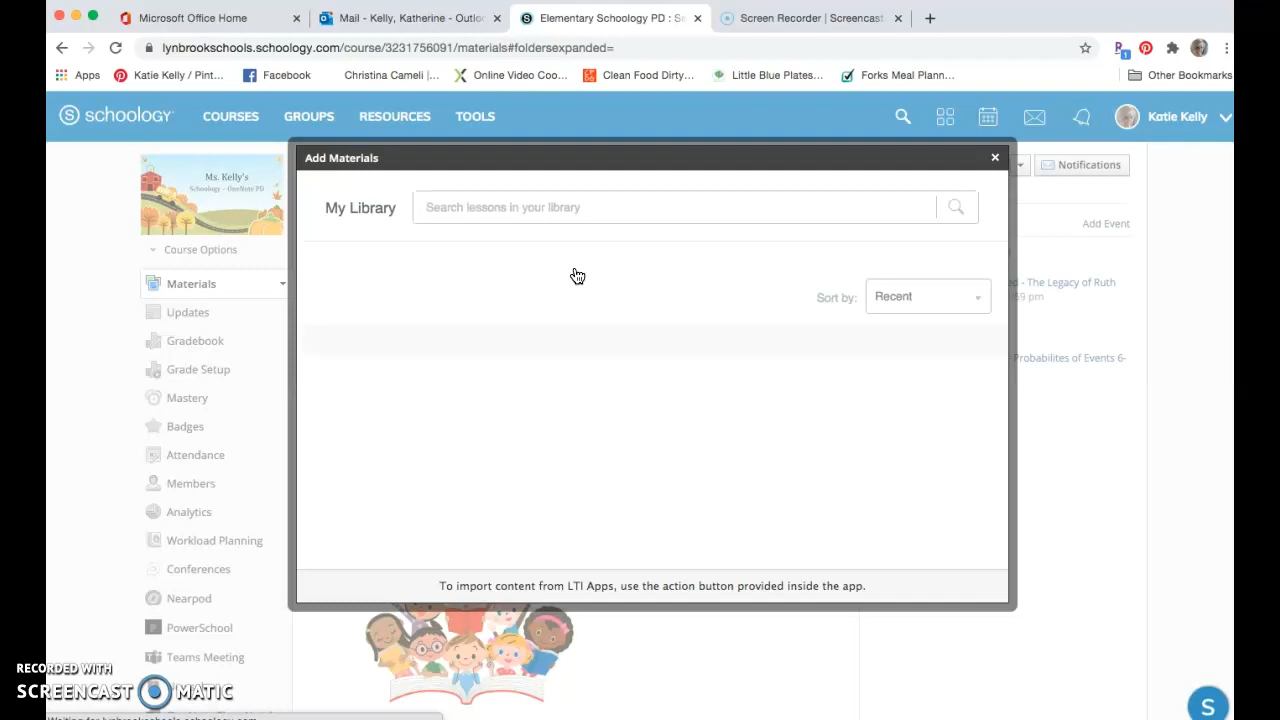 Microsoft Office Home
Mail - Kelly, Katherine - Outlo
Elementary Schoology PD : S
Screen Recorder | Screencast
lynbrookschools.schoology.com/course/3231756091/materials#foldersexpanded=
Apps
Katie Kelly / Pint...
Facebook
Christina Cameli |...
Online Video Coo...
Clean Food Dirty...
Little Blue Plates...
Forks Meal Plann...
Other Bookmarks
S schoology
COURSES
GROUPS
RESOURCES
TOOLS
Katie Kelly
Ms. Kelly's
Schoology - OneNote PD
Course Options
Materials
Updates
Gradebook
Grade Setup
Mastery
Badges
Attendance
Members
Analytics
Workload Planning
Conferences
Nearpod
PowerSchool
Teams Meeting
Add Materials
My Library
Search lessons in your library
Sort by:
Recent
To import content from LTI Apps, use the action button provided inside the app.
Notifications
Add Event
- The Legacy of Ruth
59 pm
Probabilites of Events 6-
RECORDED WITH
SCREENCAST MATIC
S